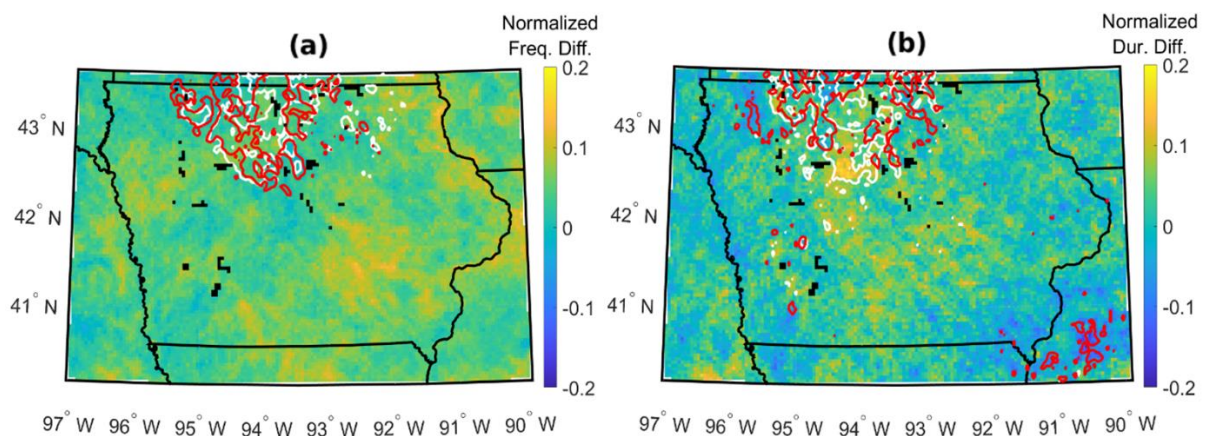 (a)
Normalized
Freq. Diff.
0.2
0.1
0
-0.1
-0.2
43° N
42° N
41° N
97° W 96° W 95° W 94° W 93° W 92° W 91° W 90° W
(b)
Normalized
Dur. Diff.
0.2
0.1
0
-0.1
-0.2
43° N
42° N
41° N
97° W 96° W 95° W 94° W 93° W 92° W 91° W 90° W